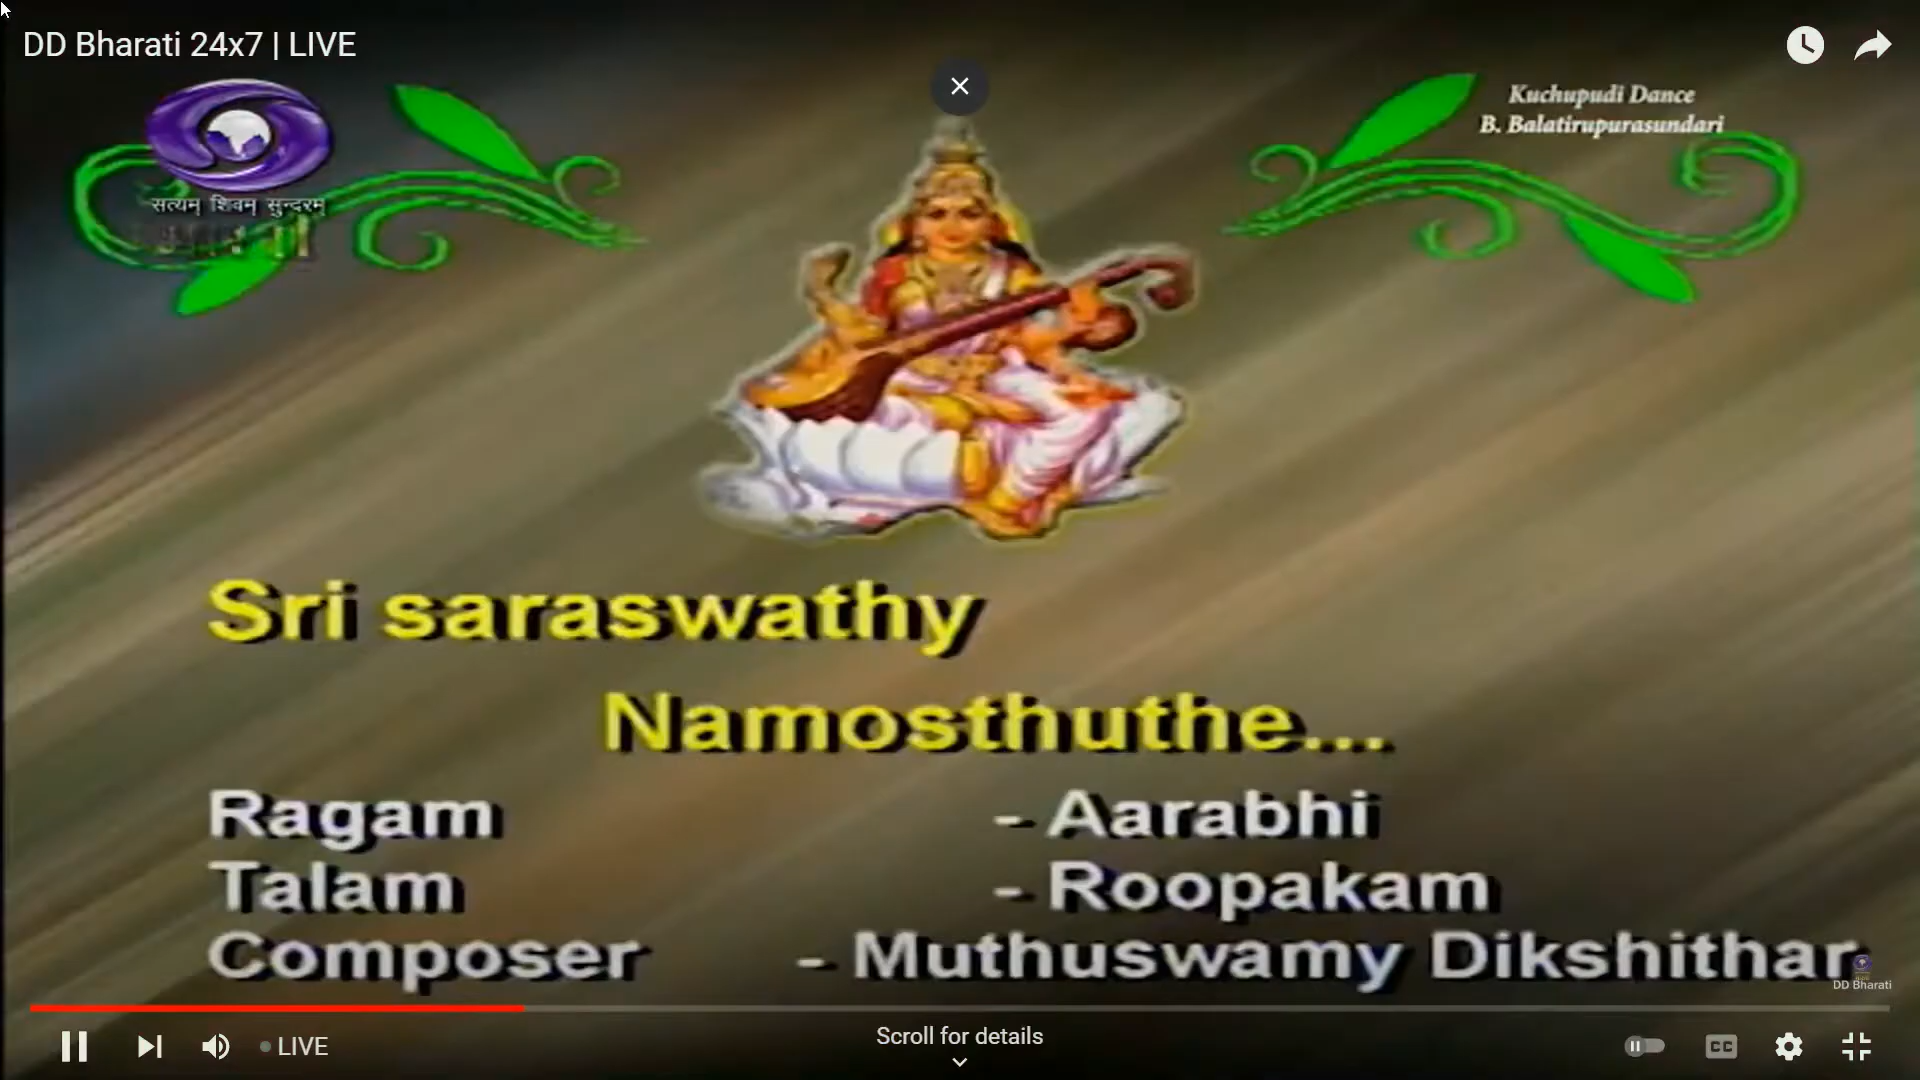 DD Bharati 24x7 | LIVE
Kuchupudi Dance
B. Balatirupurasundari
सत्यम् शिवम् सुन्दरम्
Sri saraswathy
Namosthuthe...
Ragam - Aarabhi
Talam - Roopakam
Composer - Muthuswamy Dikshithar
DD Bharati
LIVE
Scroll for details
CC